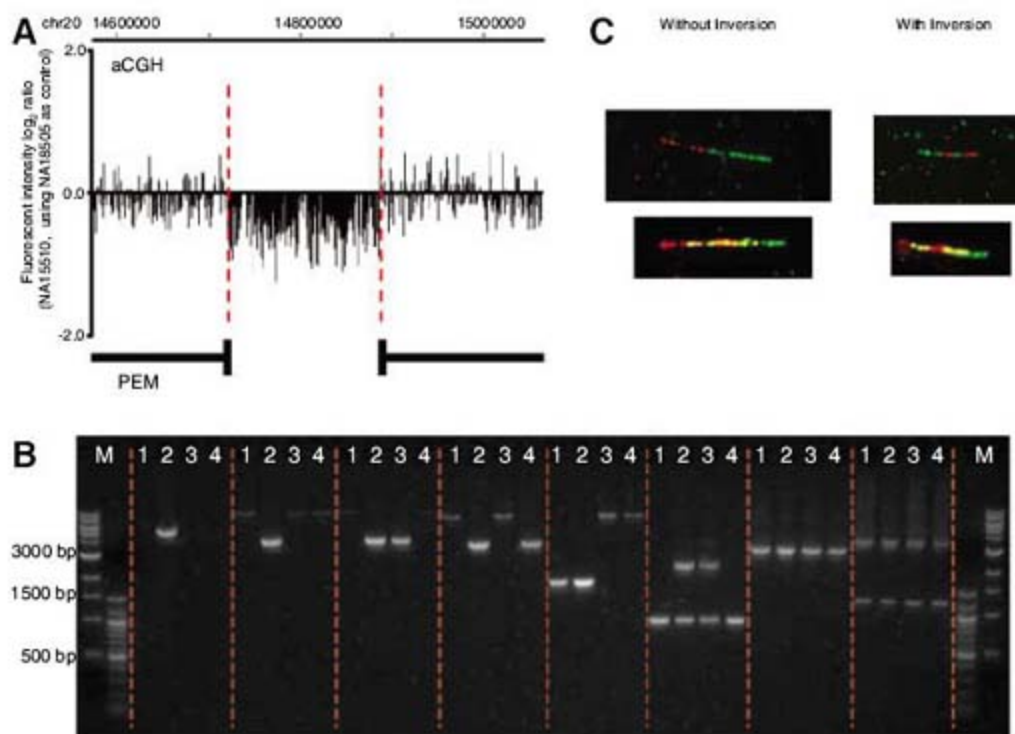 A
chr20 14600000 14800000 15000000
2.0
aCGH
0.0
-2.0
Fluorescent intensity log2 ratio
(NA15510, using NA18505 as control)
PEM
C
Without Inversion With Inversion
B
M 1 2 3 4 1 2 3 4 1 2 3 4 1 2 3 4 1 2 3 4 1 2 3 4 1 2 3 4 1 2 3 4 M
3000 bp
1500 bp
500 bp